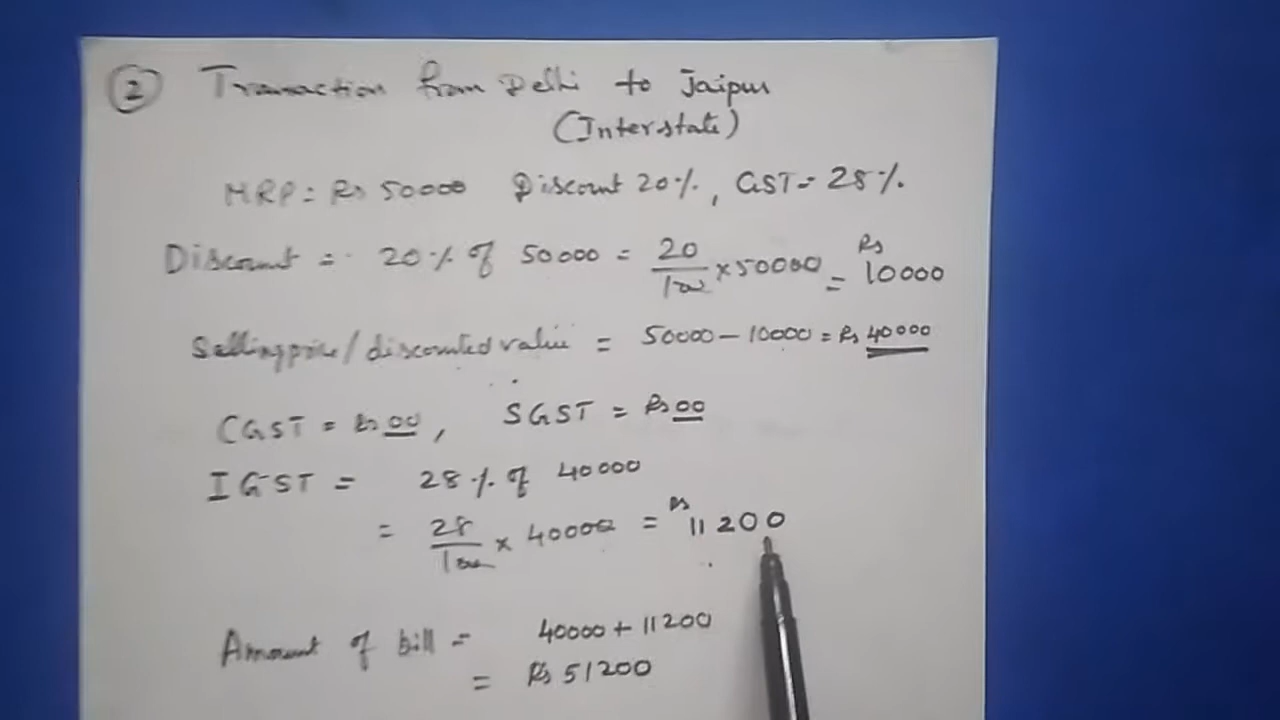 ② Transaction from Delhi to Jaipur
(Interstate)
MRP = Rs 50000 Discount 20%, GST = 28%.
Discount = 20% of 50000 = 20/100 × 50000 = Rs 10000
Selling price/discounted value = 50000 - 10000 = Rs 40000
CGST = Rs 00, SGST = Rs 00
IGST = 28% of 40000
= 28/100 × 40000 = Rs 11200
Amount of bill = 40000 + 11200
= Rs 51200